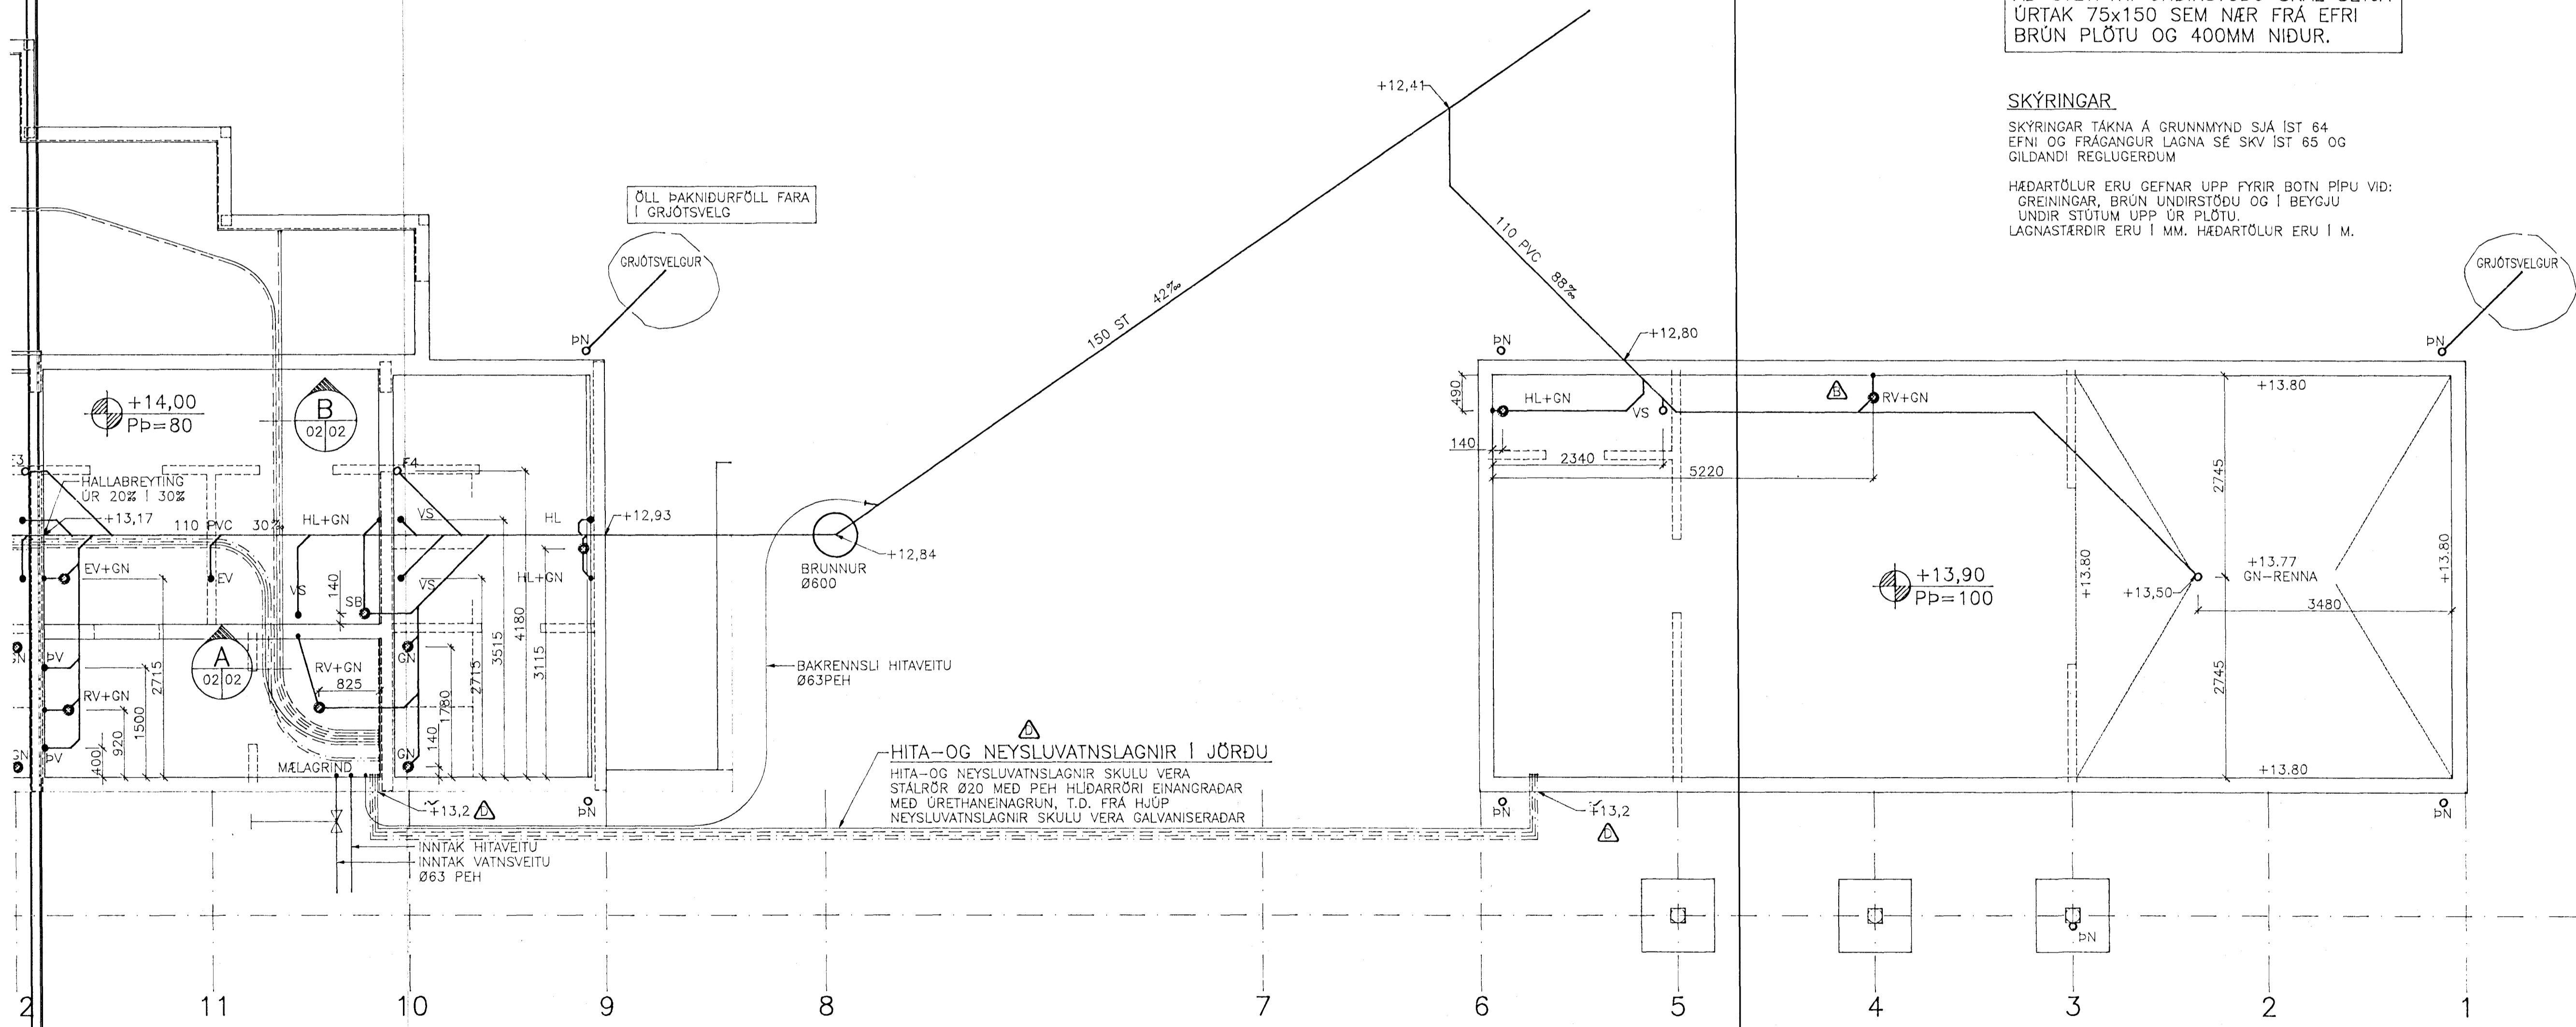 ÚRTAK 75x150 SEM NÆR FRÁ EFRI
BRÚN PLÖTU OG 400MM NIÐUR.
SKÝRINGAR
SKÝRINGAR TÁKNA Á GRUNNMYND SJÁ ÍST 64
EFNI OG FRÁGANGUR LAGNA SÉ SKV ÍST 65 OG
GILDANDI REGLUGERÐUM
HÆÐARTÖLUR ERU GEFNAR UPP FYRIR BOTN PÍPU VIÐ:
GREININGAR, BRÚN UNDIRSTÖÐU OG Í BEYGJU
UNDIR STÚTUM UPP ÚR PLÖTU.
LAGNASTÆRÐIR ERU Í MM. HÆÐARTÖLUR ERU Í M.
+12,41
110 PVC 88‰
150 ST 42‰
ÖLL ÞAKNIÐURFÖLL FARA
Í GRJÓTSVELG
GRJÓTSVELGUR
ÞN
GRJÓTSVELGUR
ÞN
ÞN
+12,80
+14,00
PÞ=80
B
02 02
F4
HALLABREYTING
ÚR 20‰ Í 30‰
+13,17
110 PVC 30‰
HL+GN
VS
HL
+12,93
EV+GN
EV
VS
140
SB
VS
HL+GN
+12,84
BRUNNUR
Ø600
A
02 02
GN
ÞV
RV+GN
825
RV+GN
GN
ÞV
GN
GN
400
920
1500
2715
140
1780
2715
3515
4180
3115
MÆLAGRIND
BAKRENNSLI HITAVEITU
Ø63PEH
D
HITA-OG NEYSLUVATNSLAGNIR Í JÖRÐU
HITA-OG NEYSLUVATNSLAGNIR SKULU VERA
STÁLRÖR Ø20 MEÐ PEH HLÍÐARRÖRI EINANGRAÐAR
MEÐ ÚRETHANEINAGRUN, T.D. FRÁ HJÚP
NEYSLUVATNSLAGNIR SKULU VERA GALVANISERAÐAR
+13,2 D
ÞN
INNTAK HITAVEITU
INNTAK VATNSVEITU
Ø63 PEH
490
HL+GN
VS
B
RV+GN
140
2340
5220
+13.80
2745
+13,90
PÞ=100
+13.80
+13,50
+13.77
GN-RENNA
+13,80
3480
2745
+13.80
ÞN
+13,2
D
ÞN
ÞN
2 11 10 9 8 7 6 5 4 3 2 1